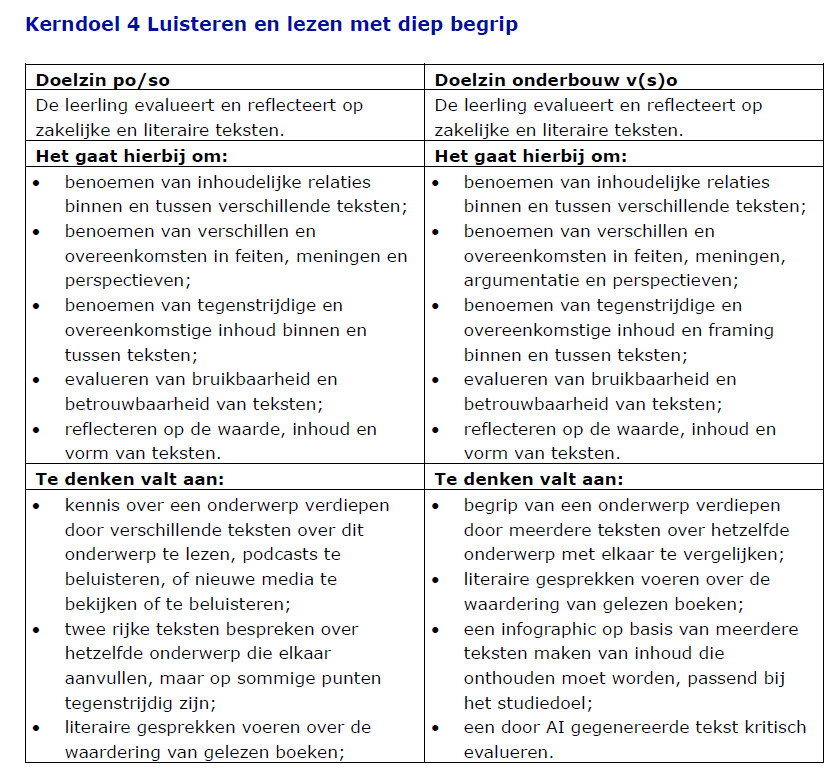 Kerndoel 4 Luisteren en lezen met diep begrip
Doelzin po/so
De leerling evalueert en reflecteert op
zakelijke en literaire teksten.
Het gaat hierbij om:
• benoemen van inhoudelijke relaties
binnen en tussen verschillende teksten;
• benoemen van verschillen en
overeenkomsten in feiten, meningen en
perspectieven;
• benoemen van tegenstrijdige en
overeenkomstige inhoud binnen en
tussen teksten;
• evalueren van bruikbaarheid en
betrouwbaarheid van teksten;
• reflecteren op de waarde, inhoud en
vorm van teksten.
Te denken valt aan:
• kennis over een onderwerp verdiepen
door verschillende teksten over dit
onderwerp te lezen, podcasts te
beluisteren, of nieuwe media te
bekijken of te beluisteren;
• twee rijke teksten bespreken over
hetzelfde onderwerp die elkaar
aanvullen, maar op sommige punten
tegenstrijdig zijn;
• literaire gesprekken voeren over de
waardering van gelezen boeken;
Doelzin onderbouw v(s)o
De leerling evalueert en reflecteert op
zakelijke en literaire teksten.
Het gaat hierbij om:
• benoemen van inhoudelijke relaties
binnen en tussen verschillende teksten;
• benoemen van verschillen en
overeenkomsten in feiten, meningen,
argumentatie en perspectieven;
• benoemen van tegenstrijdige en
overeenkomstige inhoud en framing
binnen en tussen teksten;
• evalueren van bruikbaarheid en
betrouwbaarheid van teksten;
• reflecteren op de waarde, inhoud en
vorm van teksten.
Te denken valt aan:
• begrip van een onderwerp verdiepen
door meerdere teksten over hetzelfde
onderwerp met elkaar te vergelijken;
• literaire gesprekken voeren over de
waardering van gelezen boeken;
• een infographic op basis van meerdere
teksten maken van inhoud die
onthouden moet worden, passend bij
het studiedoel;
• een door AI gegenereerde tekst kritisch
evalueren.